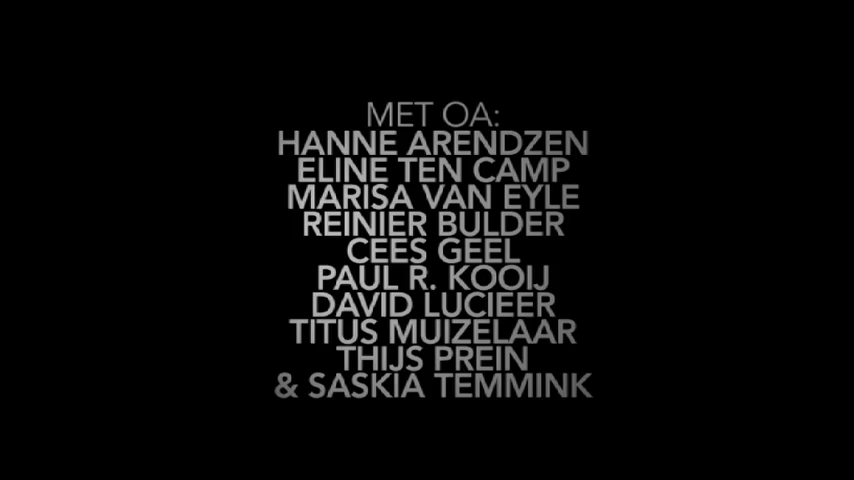 MET OA:
HANNE ARENDZEN
ELINE TEN CAMP
MARISA VAN EYLE
REINIER BULDER
CEES GEEL
PAUL R. KOOIJ
DAVID LUCIEER
TITUS MUIZELAAR
THIJS PREIN
& SASKIA TEMMINK